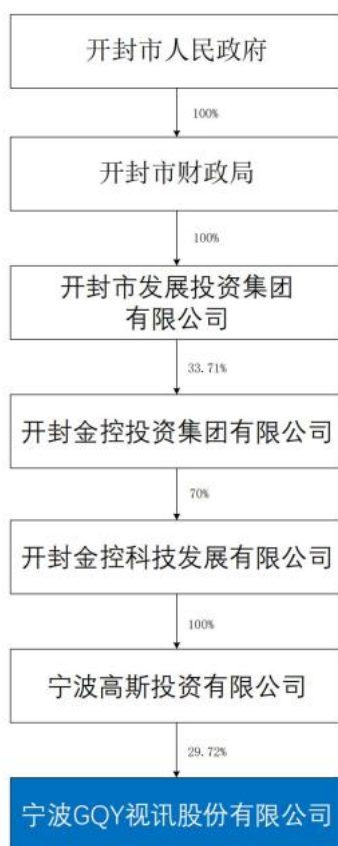 开封市人民政府
100%
开封市财政局
100%
开封市发展投资集团
有限公司
33.71%
开封金控投资集团有限公司
70%
开封金控科技发展有限公司
100%
宁波高斯投资有限公司
29.72%
宁波GQY视讯股份有限公司